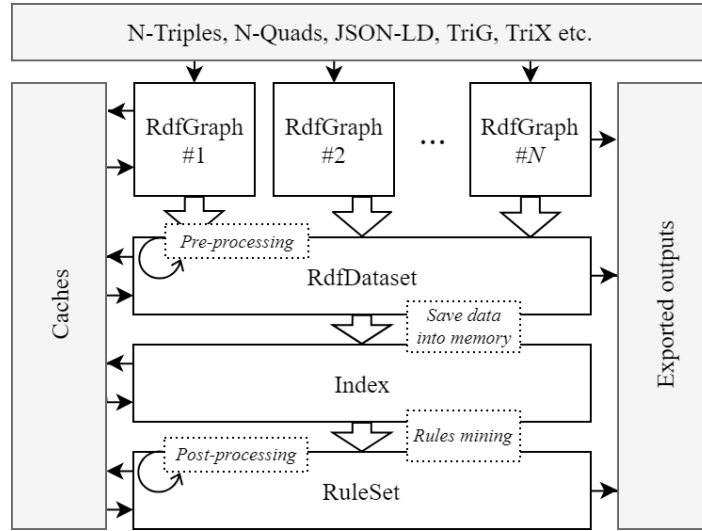 N-Triples, N-Quads, JSON-LD, TriG, TriX etc.
Caches
RdfGraph
#1
RdfGraph
#2
...
RdfGraph
#N
Exported outputs
Pre-processing
RdfDataset
Save data
into memory
Index
Rules mining
Post-processing
RuleSet